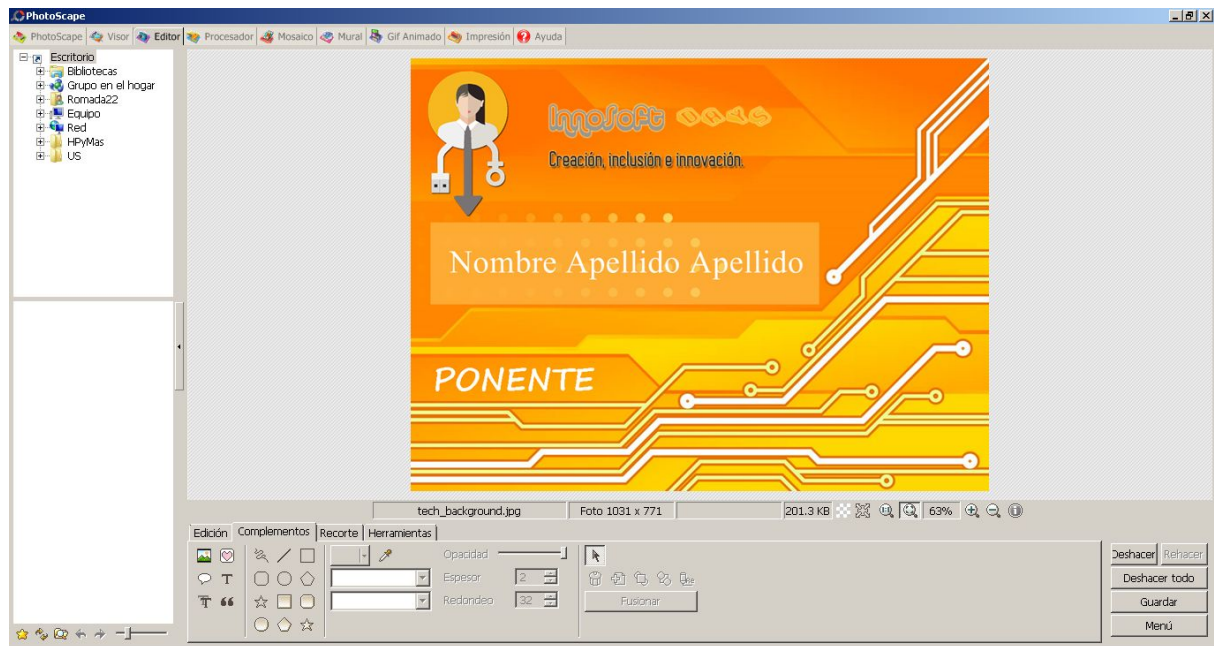 PhotoScape
PhotoScape Visor Editor Procesador Mosaico Mural Gif Animado Impresión Ayuda
Escritorio
Bibliotecas
Grupo en el hogar
Romada22
Equipo
Red
HPyMas
US
InnoSoft DAYS
Creación, inclusión e innovación.
Nombre Apellido Apellido
PONENTE
tech_background.jpg Foto 1031 x 771 201.3 KB 63%
Edición Complementos Recorte Herramientas
Opacidad
Espesor 2
Redondeo 32
Fusionar
Deshacer Rehacer
Deshacer todo
Guardar
Menú